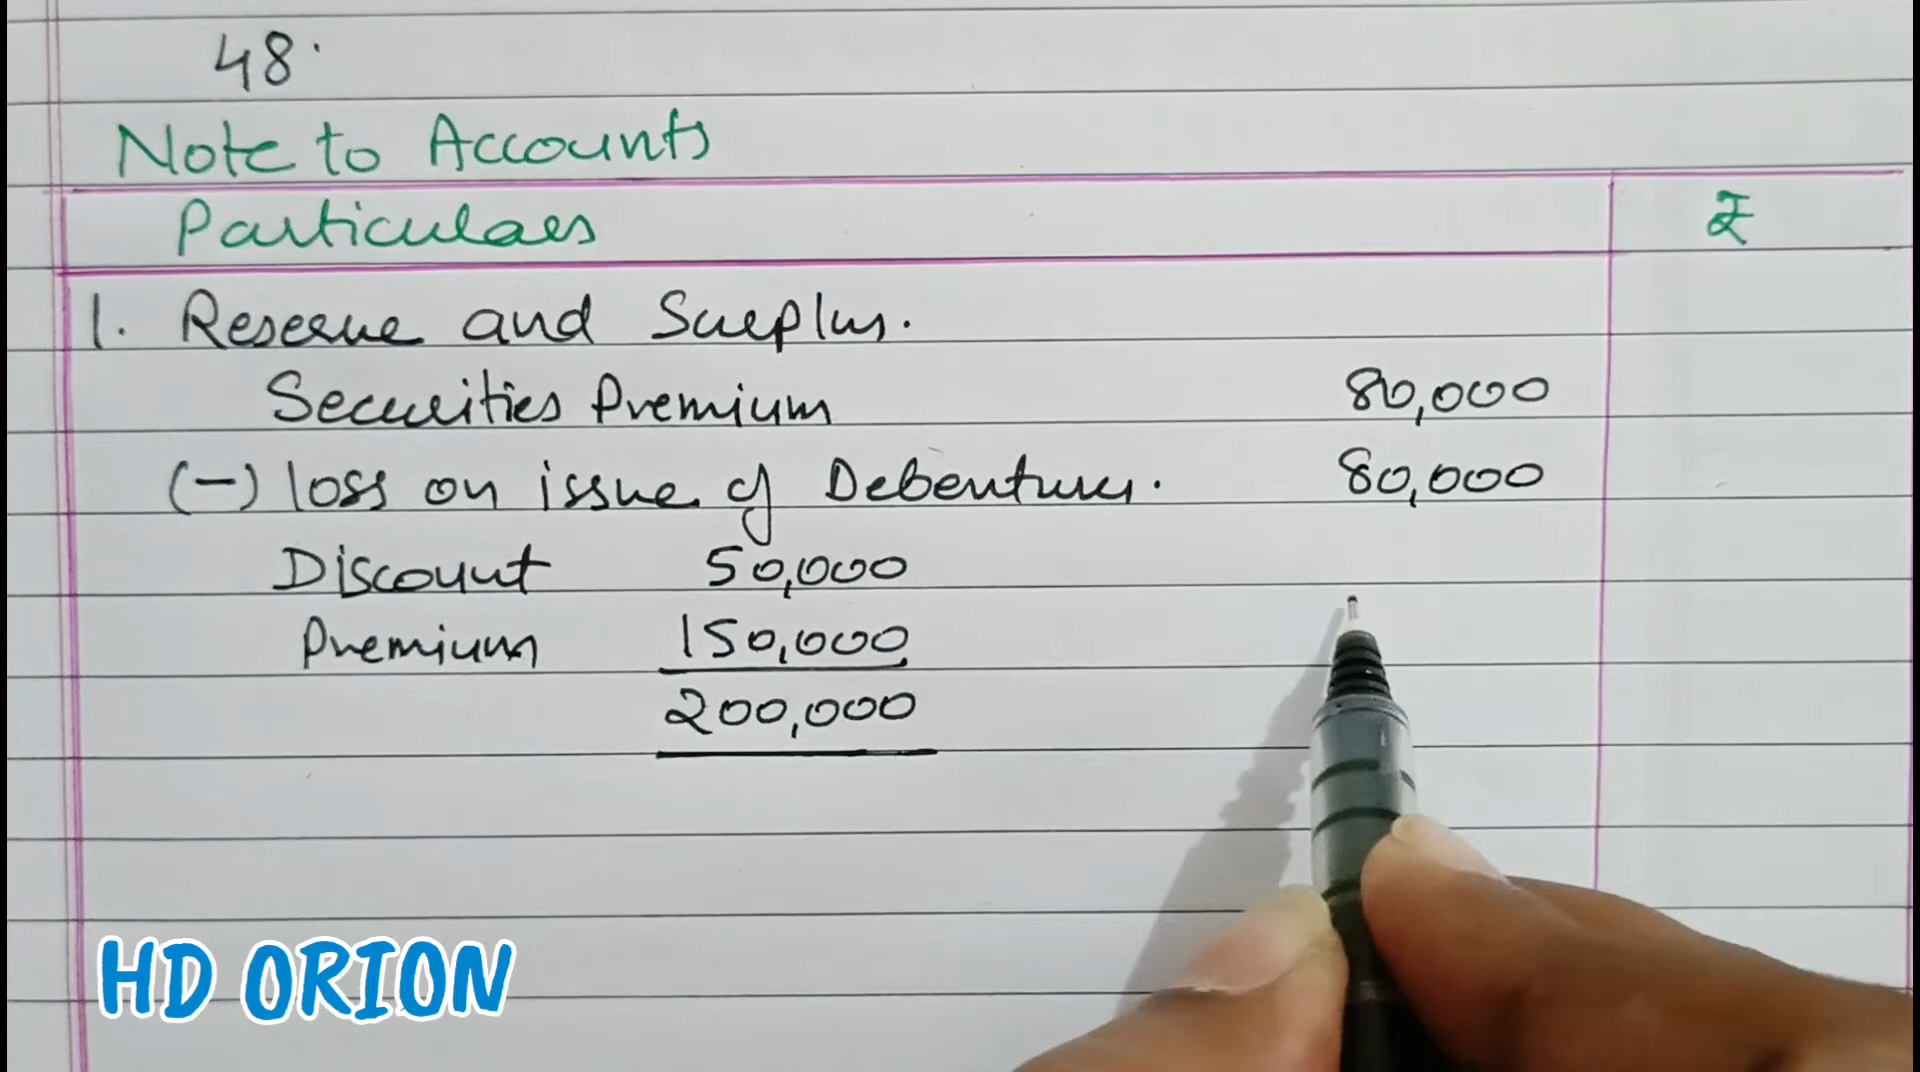 48.
Note to Accounts
Particulars ₹
1. Reserve and Surplus.
Securities Premium 80,000
(-) loss on issue of Debentures. 80,000
Discount 50,000
Premium 150,000
200,000
HD ORION